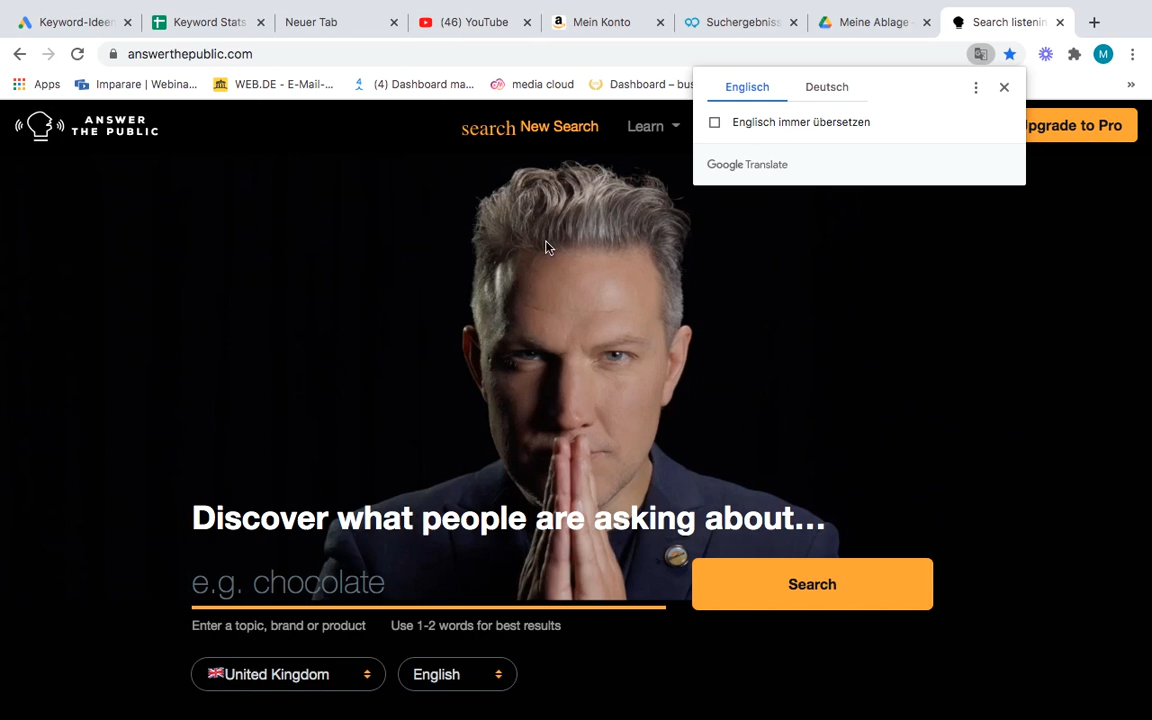 Keyword-Ideen
Keyword Stats
Neuer Tab
(46) YouTube
Mein Konto
Suchergebniss
Meine Ablage -
Search listenin
answerthepublic.com
Apps
Imparare | Webina...
WEB.DE - E-Mail-...
(4) Dashboard ma...
media cloud
Dashboard – bus
»
Englisch
Deutsch
Englisch immer übersetzen
Google Translate
M
ANSWER
THE PUBLIC
search New Search
Learn
pgrade to Pro
Discover what people are asking about...
e.g. chocolate
Search
Enter a topic, brand or product
Use 1-2 words for best results
United Kingdom
English